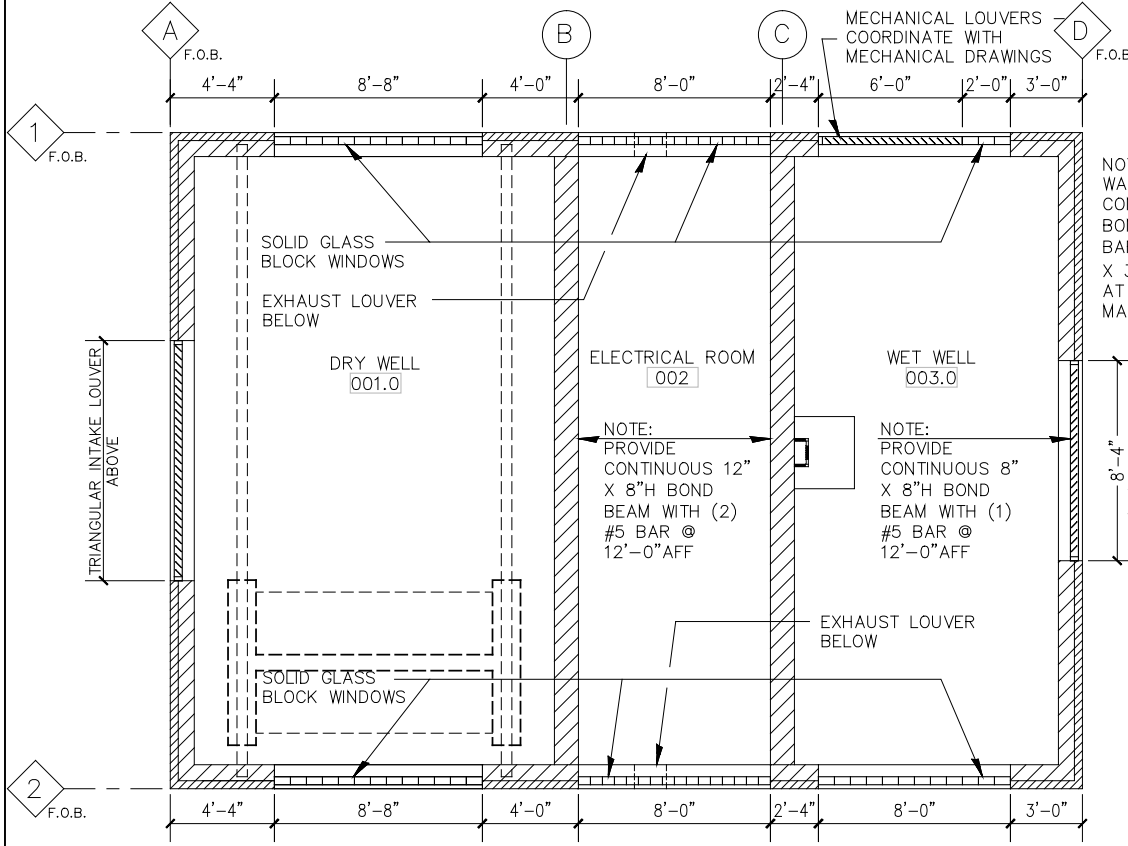 A
F.O.B.
B
C
MECHANICAL LOUVERS
COORDINATE WITH
MECHANICAL DRAWINGS
D
F.O.B
4'-4"
8'-8"
4'-0"
8'-0"
2'-4"
6'-0"
2'-0"
3'-0"
1
F.O.B.
SOLID GLASS
BLOCK WINDOWS
EXHAUST LOUVER
BELOW
DRY WELL
001.0
ELECTRICAL ROOM
002
WET WELL
003.0
TRIANGULAR INTAKE LOUVER
ABOVE
NOTE:
PROVIDE
CONTINUOUS 12"
X 8"H BOND
BEAM WITH (2)
#5 BAR @
12'-0"AFF
NOTE:
PROVIDE
CONTINUOUS 8"
X 8"H BOND
BEAM WITH (1)
#5 BAR @
12'-0"AFF
8'-4"
WA
BO
X 3
AT
MA
EXHAUST LOUVER
BELOW
SOLID GLASS
BLOCK WINDOWS
2
F.O.B.
4'-4"
8'-8"
4'-0"
8'-0"
2'-4"
8'-0"
3'-0"